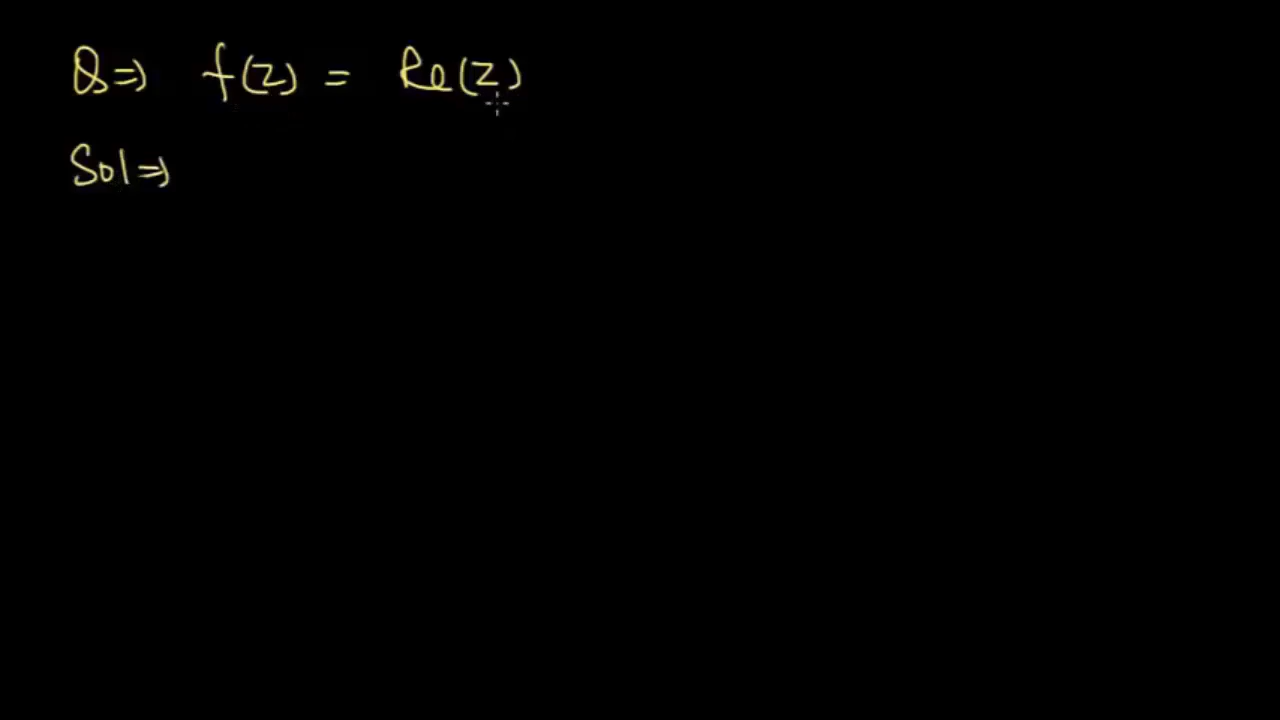 Q⇒ f(z) = Re(z)
Sol⇒